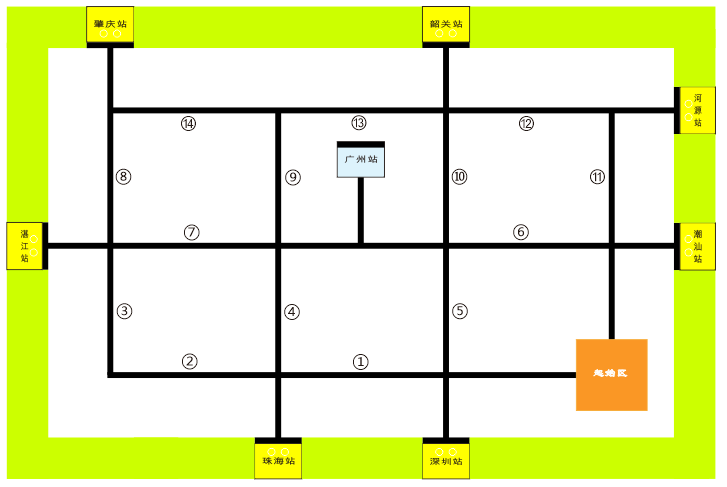 肇庆站
韶关站
河源站
⑭
⑬
⑫
广州站
⑧
⑨
⑩
⑪
湛江站
⑦
⑥
潮汕站
③
④
⑤
②
①
起始区
珠海站
深圳站